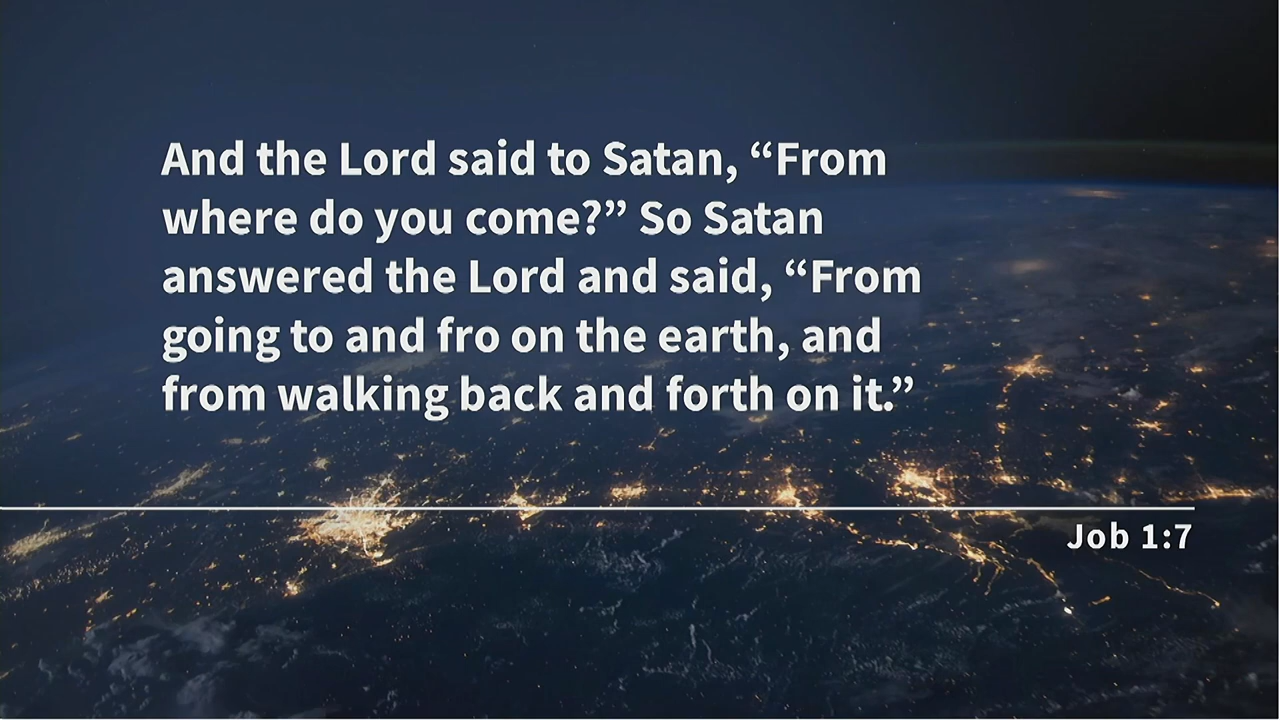 And the Lord said to Satan, “From
where do you come?” So Satan
answered the Lord and said, “From
going to and fro on the earth, and
from walking back and forth on it.”
Job 1:7